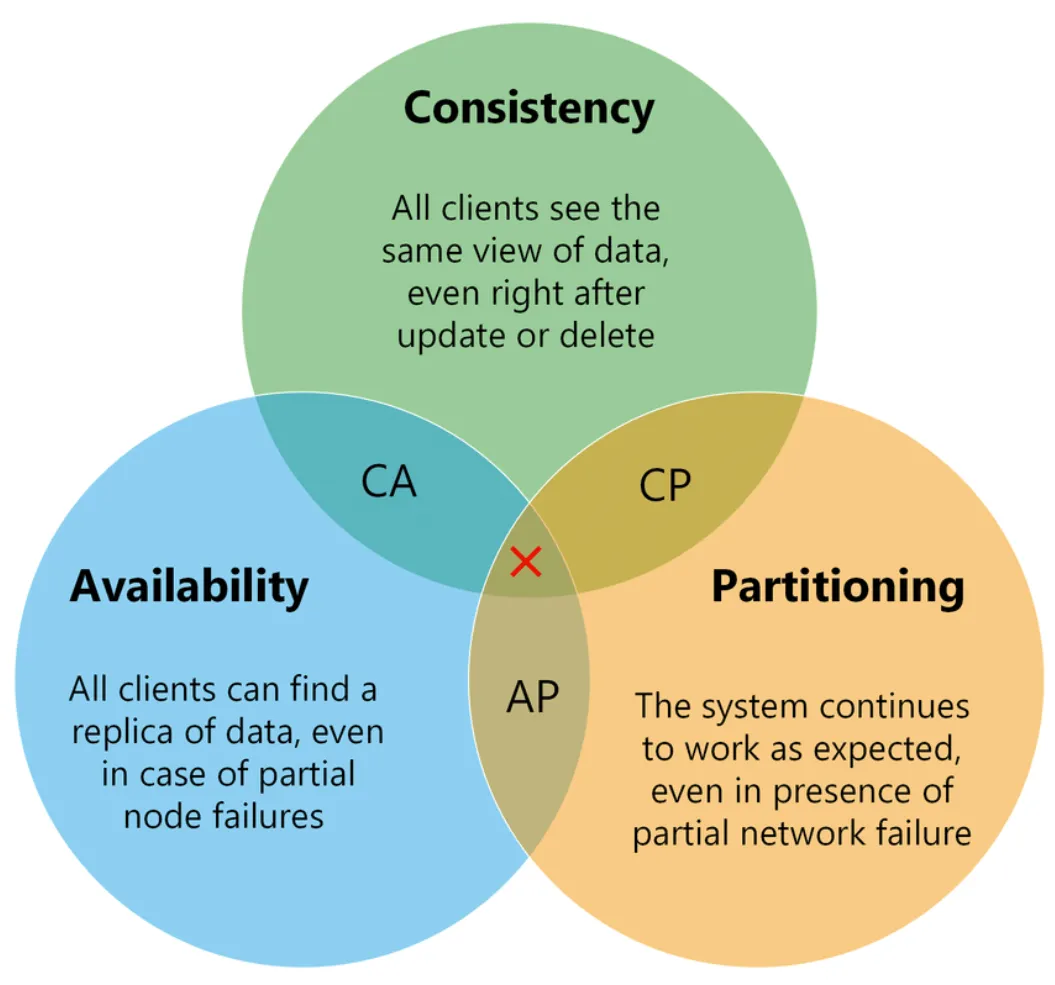 Consistency
All clients see the
same view of data,
even right after
update or delete
CA
CP
Availability
All clients can find a
replica of data, even
in case of partial
node failures
AP
Partitioning
The system continues
to work as expected,
even in presence of
partial network failure